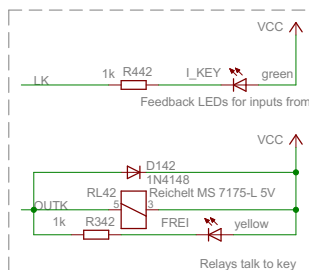 VCC
1k R442 I_KEY green
LK
Feedback LEDs for inputs from
VCC
D142
1N4148
RL42 Reichelt MS 7175-L 5V
OUTK 5 3
1k R342 FREI yellow
Relays talk to key